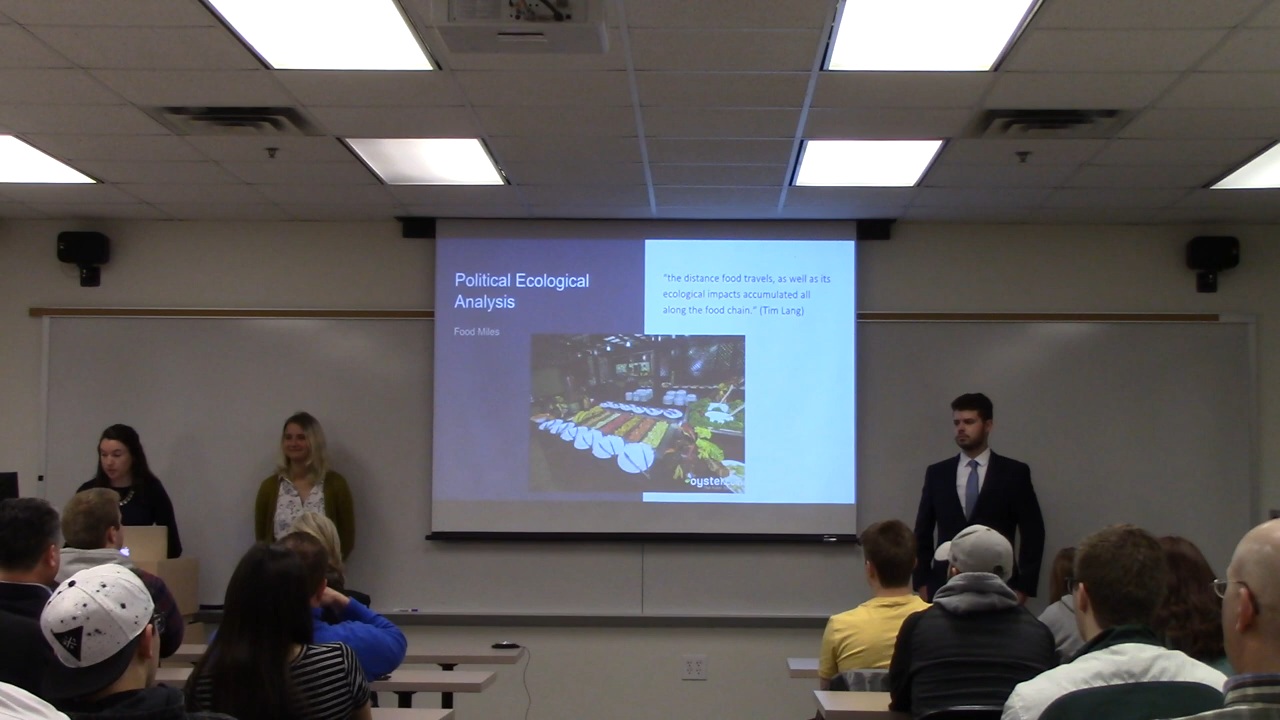 Political Ecological
Analysis
Food Miles
"the distance food travels, as well as its
ecological impacts accumulated all
along the food chain." (Tim Lang)